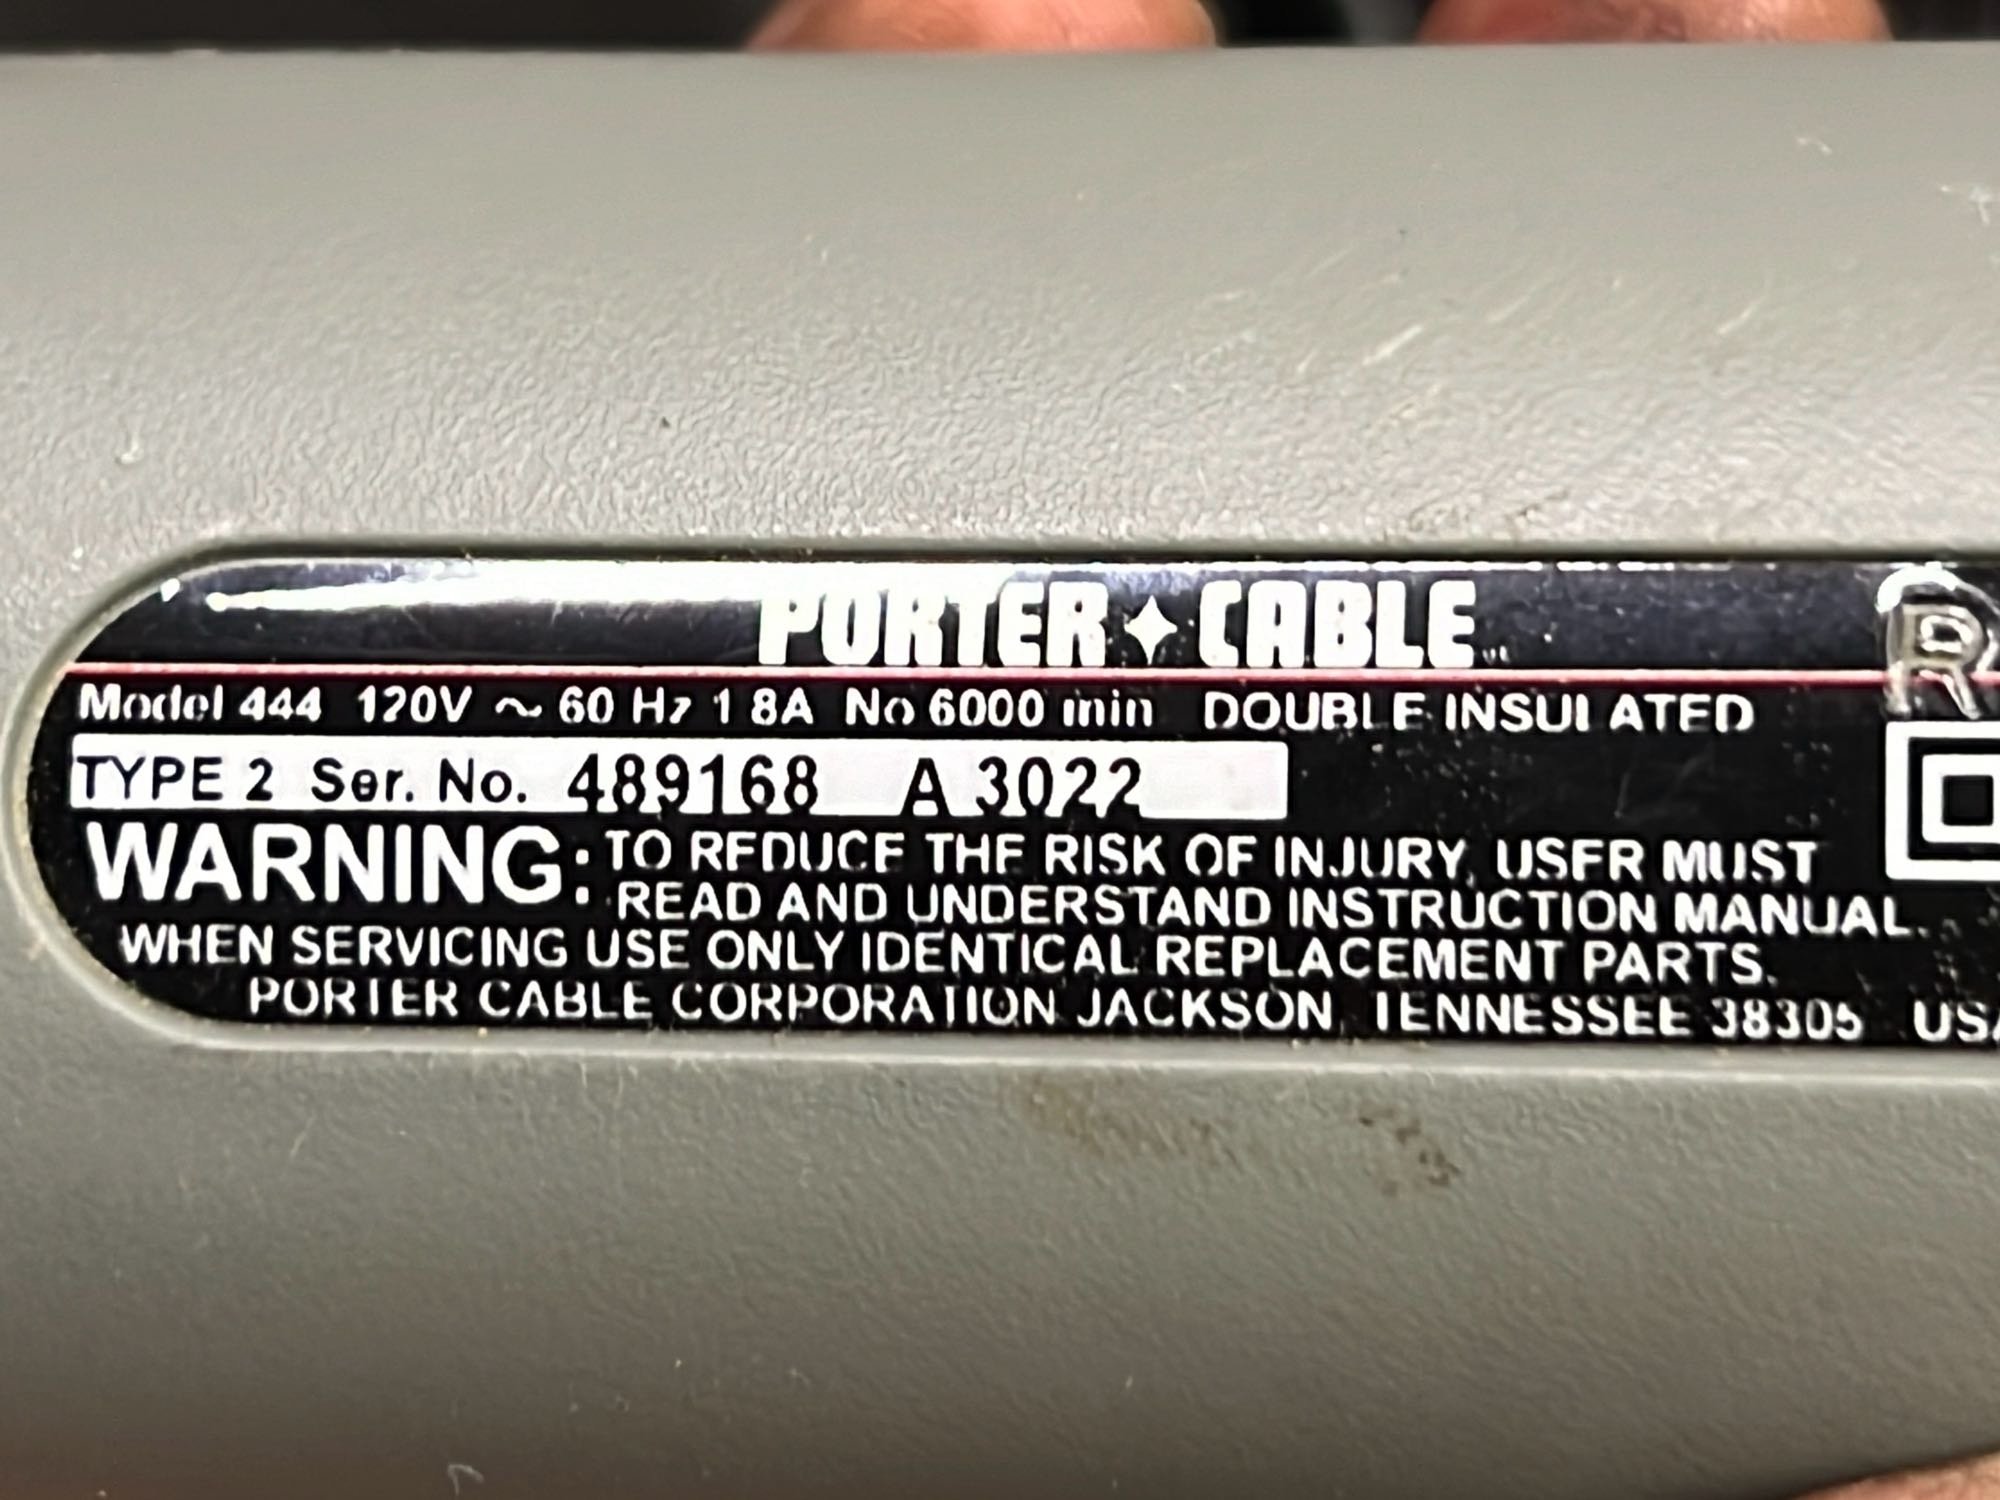 PORTER✦CABLE
R
Model 444 120V ~ 60 Hz 1 8A No 6000 min DOUBLE INSULATED
TYPE 2 Ser. No. 489168 A 3022
WARNING: TO REDUCE THE RISK OF INJURY, USER MUST
READ AND UNDERSTAND INSTRUCTION MANUAL.
WHEN SERVICING USE ONLY IDENTICAL REPLACEMENT PARTS.
PORTER CABLE CORPORATION JACKSON, TENNESSEE 38305 USA